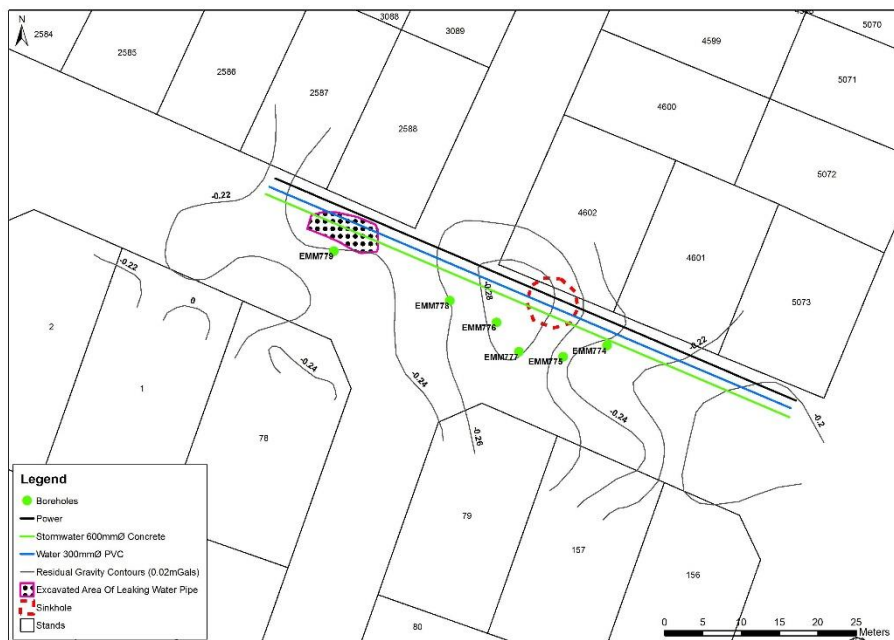 N
2584
2585
2586
2587
2588
3088
3089
4599
5070
5071
4600
5072
4602
4601
5073
-0.22
EMM779
-0.28
EMM778
EMM776
EMM777
EMM775
EMM774
-0.22
-0.22
0
-0.24
-0.24
-0.26
-0.24
-0.2
2
1
78
79
80
157
156
Legend
Boreholes
Power
Stormwater 600mmØ Concrete
Water 300mmØ PVC
Residual Gravity Contours (0.02mGals)
Excavated Area Of Leaking Water Pipe
Sinkhole
Stands
0 5 10 15 20 25
Meters